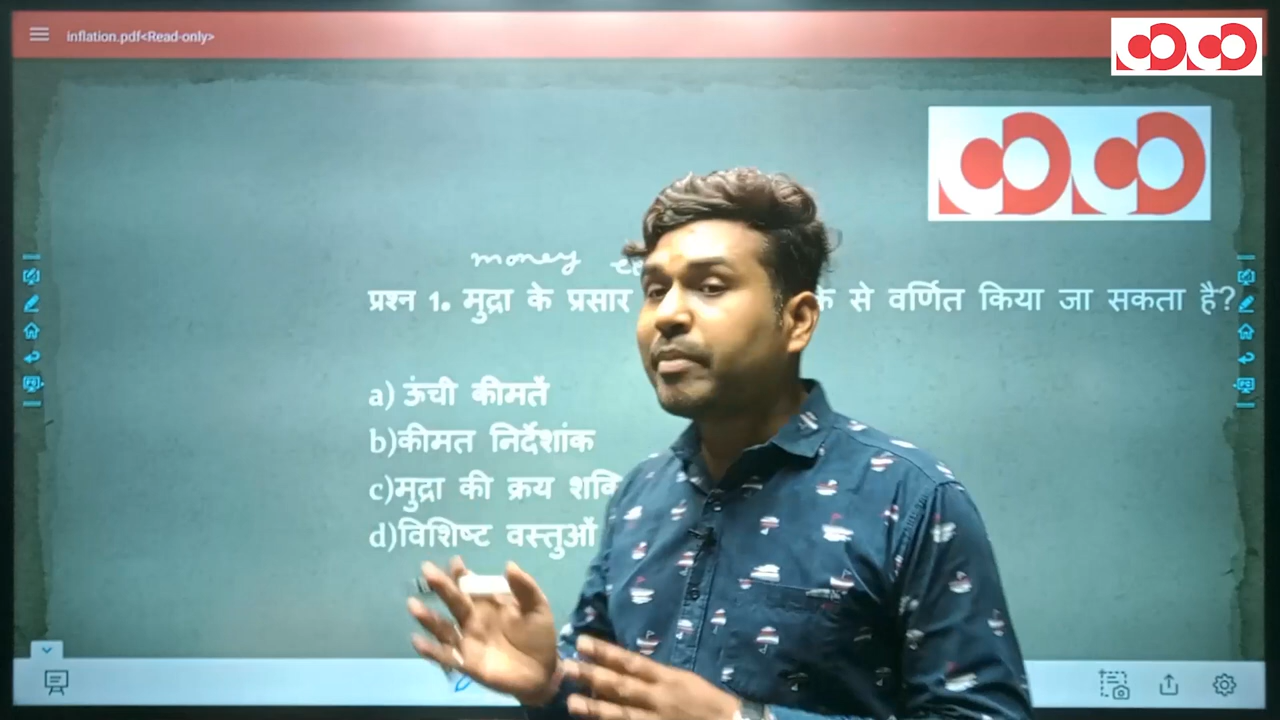 inflation.pdf<Read-only>
money
प्रश्न 1. मुद्रा के प्रसार से वर्णित किया जा सकता है?
a) ऊंची कीमतें
b)कीमत निर्देशांक
c)मुद्रा की क्रय
d)विशिष्ट वस्तुओं